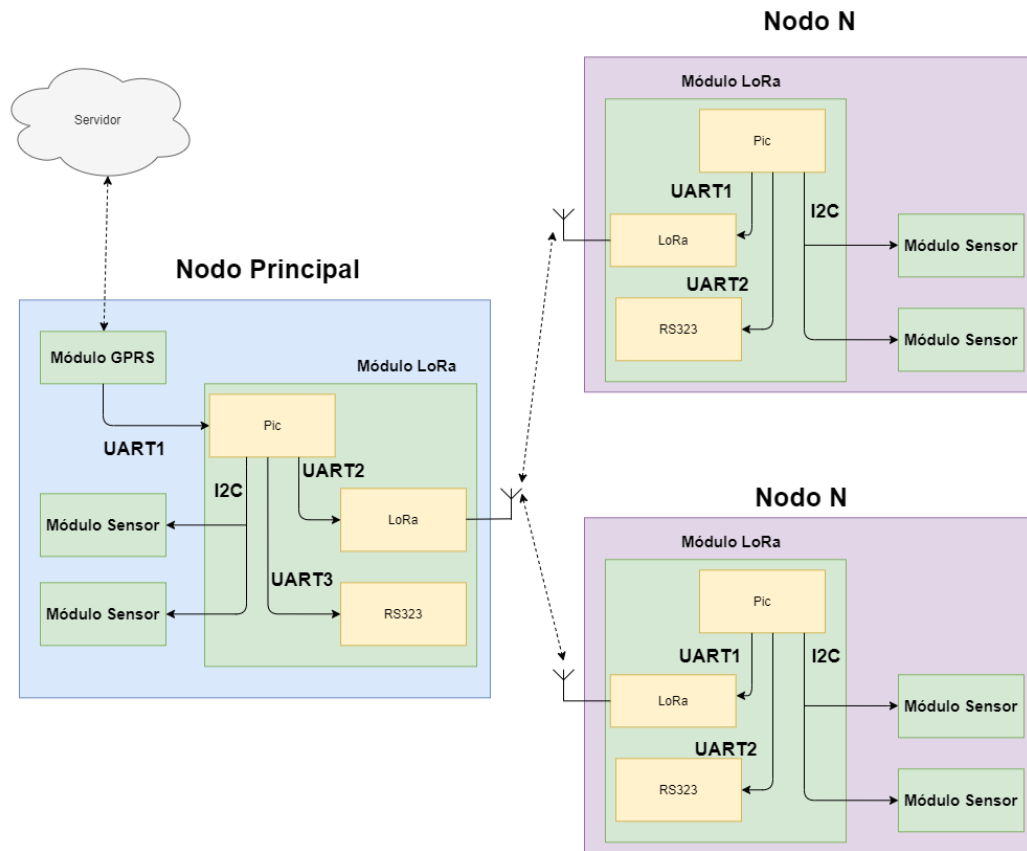 Servidor
Nodo Principal
Módulo GPRS
Módulo LoRa
UART1
Pic
I2C
UART2
Módulo Sensor
LoRa
UART3
Módulo Sensor
RS323
Nodo N
Módulo LoRa
Pic
UART1
I2C
LoRa
Módulo Sensor
UART2
RS323
Módulo Sensor
Nodo N
Módulo LoRa
Pic
UART1
I2C
LoRa
Módulo Sensor
UART2
RS323
Módulo Sensor